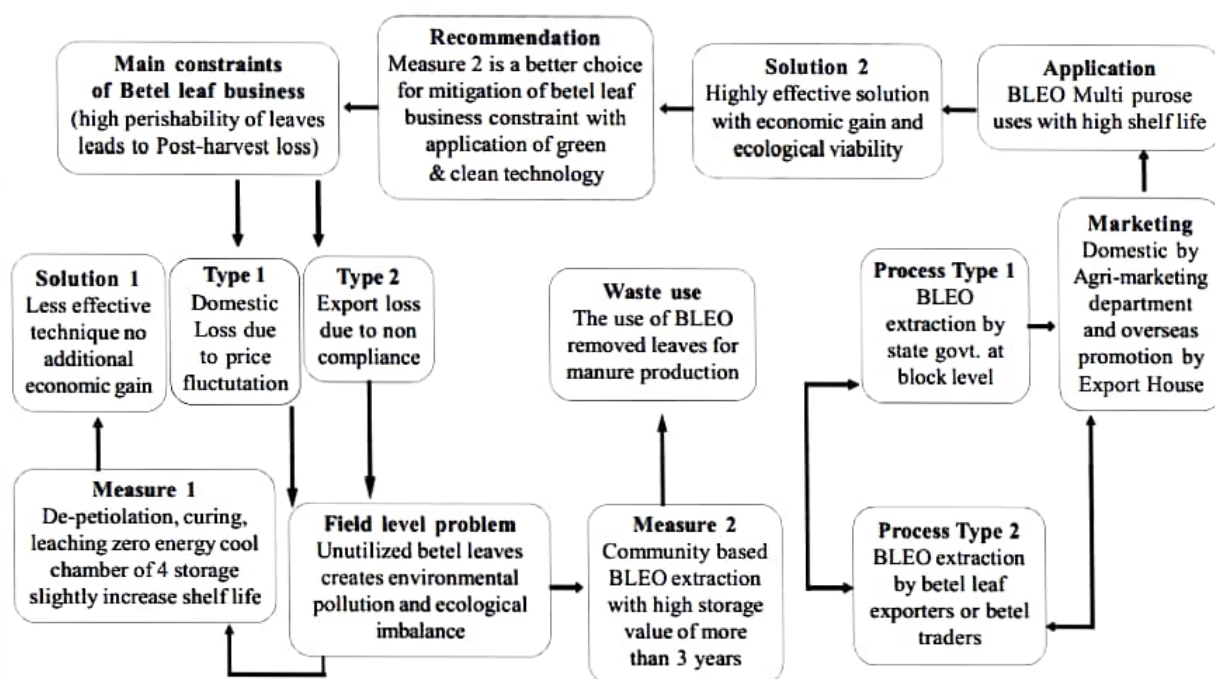 Main constraints
of Betel leaf business
(high perishability of leaves
leads to Post-harvest loss)
Recommendation
Measure 2 is a better choice
for mitigation of betel leaf
business constraint with
application of green
& clean technology
Solution 2
Highly effective solution
with economic gain and
ecological viability
Application
BLEO Multi purose
uses with high shelf life
Solution 1
Less effective
technique no
additional
economic gain
Type 1
Domestic
Loss due
to price
fluctutation
Type 2
Export loss
due to non
compliance
Waste use
The use of BLEO
removed leaves for
manure production
Process Type 1
BLEO
extraction by
state govt. at
block level
Marketing
Domestic by
Agri-marketing
department
and overseas
promotion by
Export House
Measure 1
De-petiolation, curing,
leaching zero energy cool
chamber of 4 storage
slightly increase shelf life
Field level problem
Unutilized betel leaves
creates environmental
pollution and ecological
imbalance
Measure 2
Community based
BLEO extraction
with high storage
value of more
than 3 years
Process Type 2
BLEO extraction
by betel leaf
exporters or betel
traders